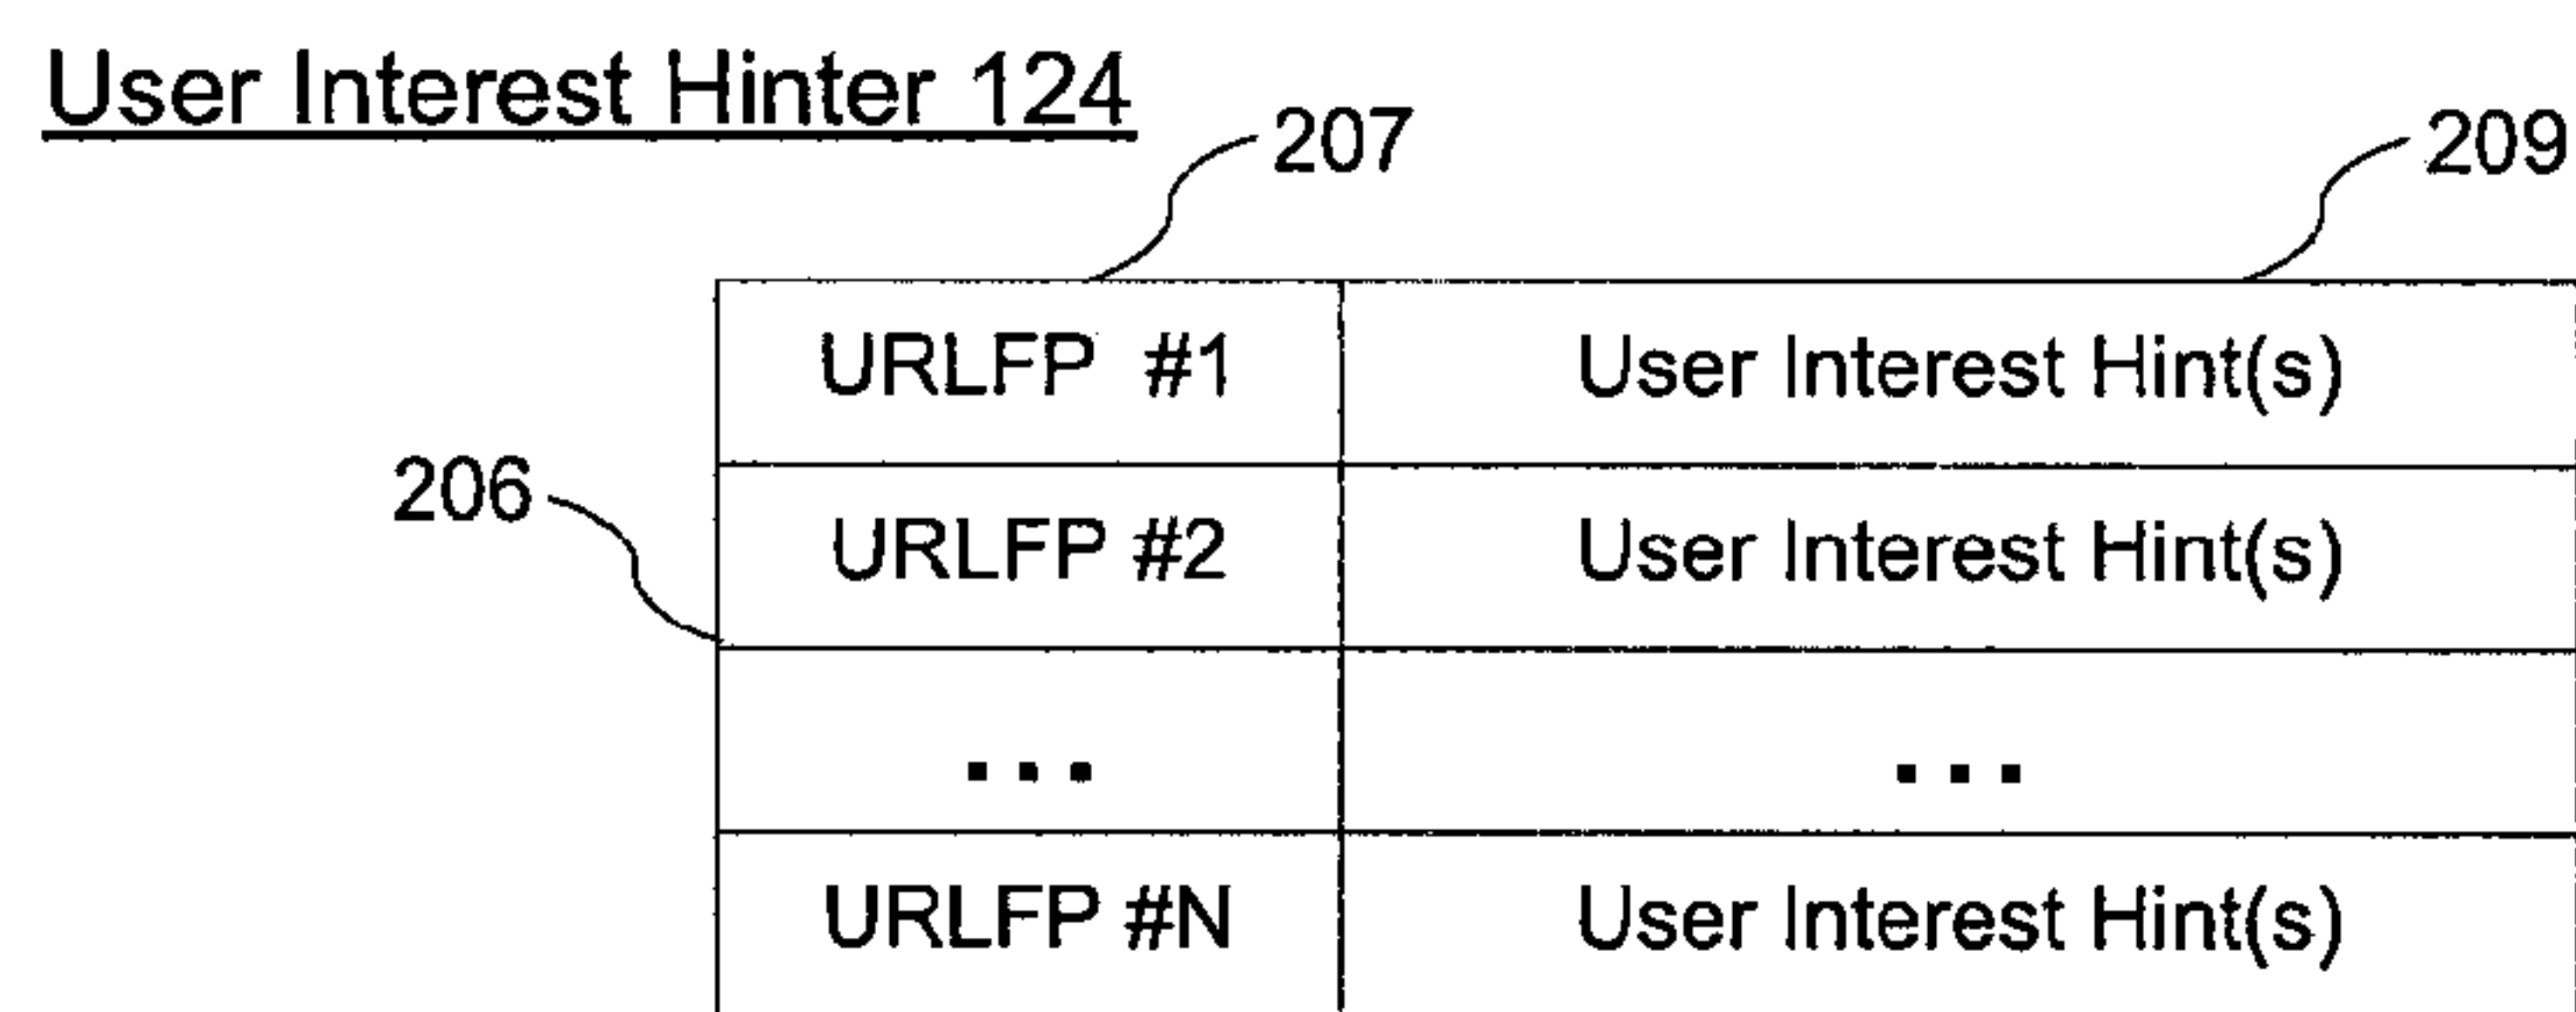 User Interest Hinter 124
207
209
URLFP #1 User Interest Hint(s)
206
URLFP #2 User Interest Hint(s)
... ...
URLFP #N User Interest Hint(s)